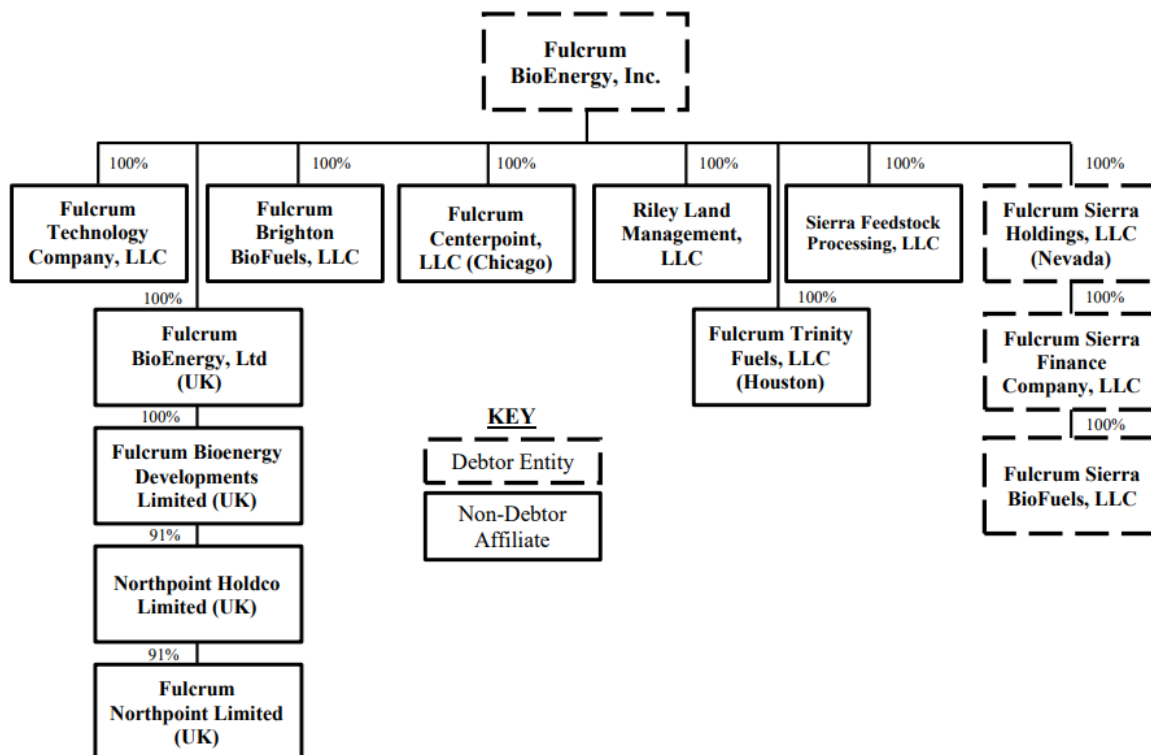 Fulcrum
BioEnergy, Inc.
100%
100%
100%
100%
100%
100%
Fulcrum
Technology
Company, LLC
Fulcrum
Brighton
BioFuels, LLC
Fulcrum
Centerpoint,
LLC (Chicago)
Riley Land
Management,
LLC
Sierra Feedstock
Processing, LLC
Fulcrum Sierra
Holdings, LLC
(Nevada)
100%
100%
100%
Fulcrum
BioEnergy, Ltd
(UK)
Fulcrum Trinity
Fuels, LLC
(Houston)
Fulcrum Sierra
Finance
Company, LLC
100%
100%
Fulcrum Bioenergy
Developments
Limited (UK)
KEY
Debtor Entity
Non-Debtor
Affiliate
Fulcrum Sierra
BioFuels, LLC
91%
Northpoint Holdco
Limited (UK)
91%
Fulcrum
Northpoint Limited
(UK)